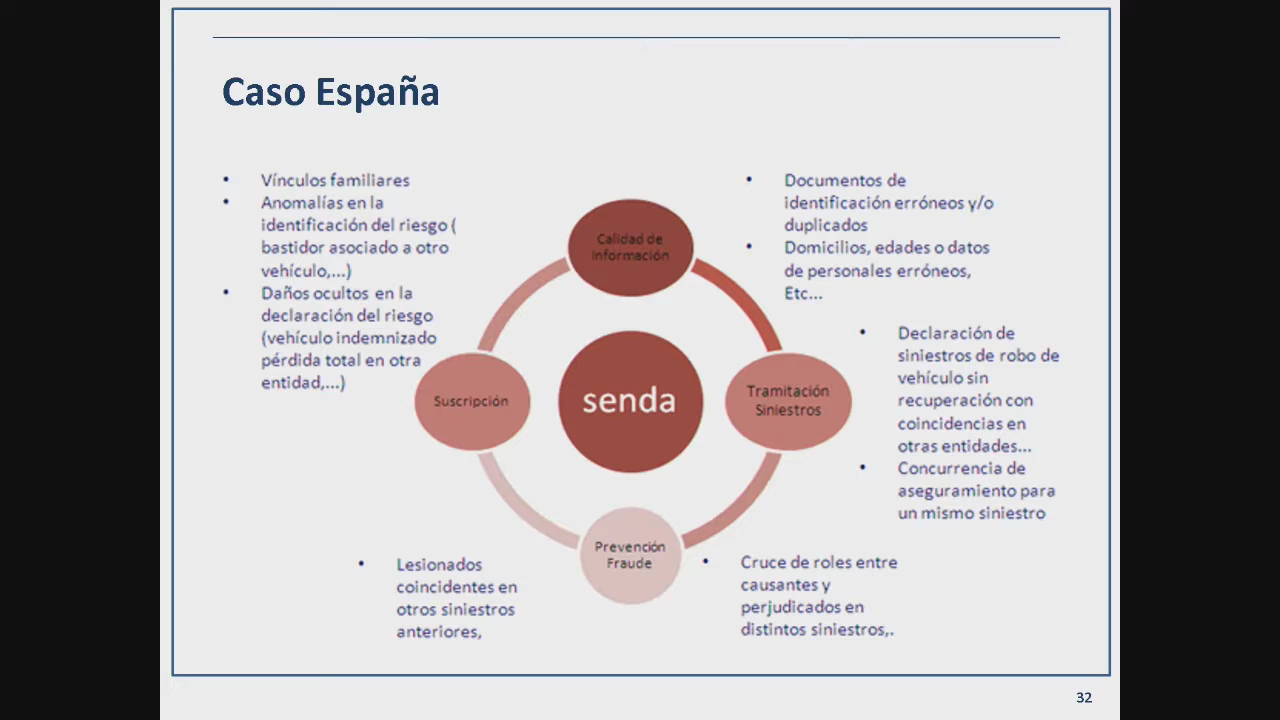 Caso España
• Vínculos familiares
• Anomalías en la
identificación del riesgo (
bastidor asociado a otro
vehículo,...)
• Daños ocultos en la
declaración del riesgo
(vehículo indemnizado
pérdida total en otra
entidad,...)
Calidad de
Información
• Documentos de
identificación erróneos y/o
duplicados
• Domicilios, edades o datos
de personales erróneos,
Etc...
Suscripción
senda
Tramitación
Siniestros
• Declaración de
siniestros de robo de
vehículo sin
recuperación con
coincidencias en
otras entidades...
• Concurrencia de
aseguramiento para
un mismo siniestro
Prevención
Fraude
• Lesionados
coincidentes en
otros siniestros
anteriores,
• Cruce de roles entre
causantes y
perjudicados en
distintos siniestros,.
32